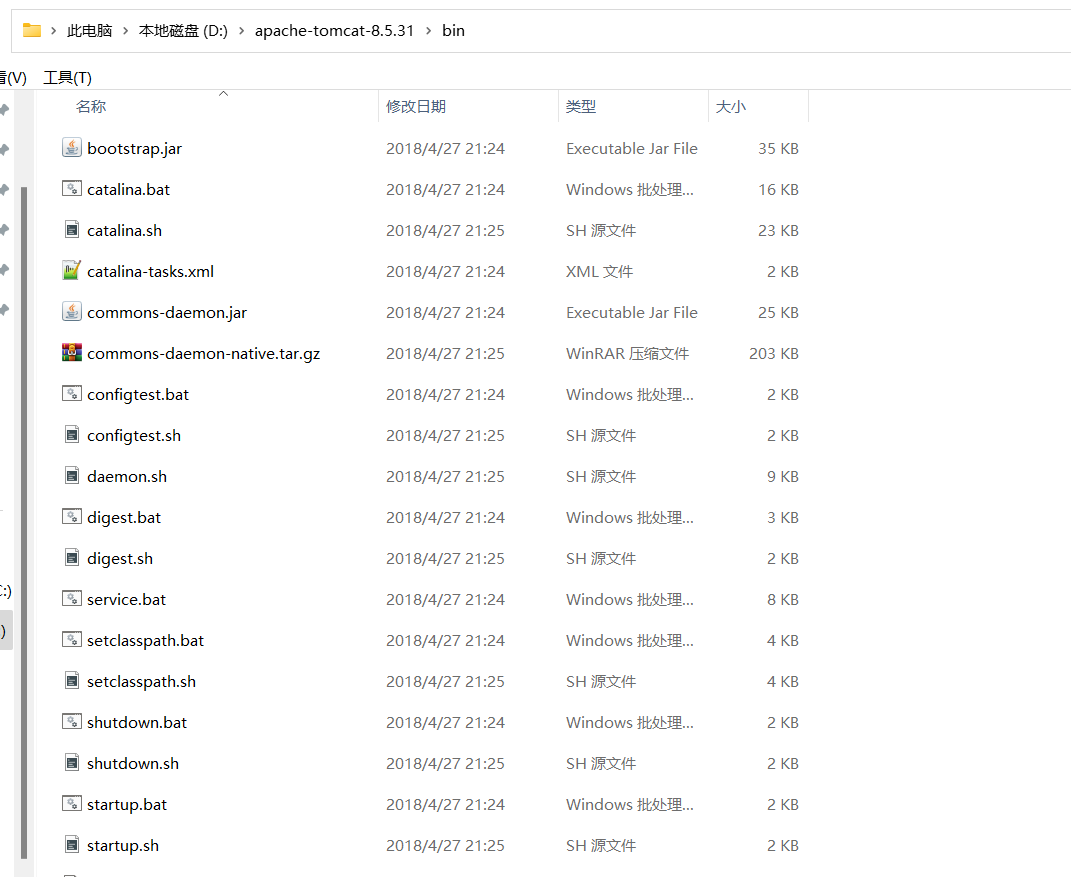 此电脑 > 本地磁盘 (D:) > apache-tomcat-8.5.31 > bin
看(V) 工具(T)
名称 修改日期 类型 大小
bootstrap.jar 2018/4/27 21:24 Executable Jar File 35 KB
catalina.bat 2018/4/27 21:24 Windows 批处理... 16 KB
catalina.sh 2018/4/27 21:25 SH 源文件 23 KB
catalina-tasks.xml 2018/4/27 21:24 XML 文件 2 KB
commons-daemon.jar 2018/4/27 21:24 Executable Jar File 25 KB
commons-daemon-native.tar.gz 2018/4/27 21:25 WinRAR 压缩文件 203 KB
configtest.bat 2018/4/27 21:24 Windows 批处理... 2 KB
configtest.sh 2018/4/27 21:25 SH 源文件 2 KB
daemon.sh 2018/4/27 21:25 SH 源文件 9 KB
digest.bat 2018/4/27 21:24 Windows 批处理... 3 KB
digest.sh 2018/4/27 21:25 SH 源文件 2 KB
C:)
service.bat 2018/4/27 21:24 Windows 批处理... 8 KB
)
setclasspath.bat 2018/4/27 21:24 Windows 批处理... 4 KB
setclasspath.sh 2018/4/27 21:25 SH 源文件 4 KB
shutdown.bat 2018/4/27 21:24 Windows 批处理... 2 KB
shutdown.sh 2018/4/27 21:25 SH 源文件 2 KB
startup.bat 2018/4/27 21:24 Windows 批处理... 2 KB
startup.sh 2018/4/27 21:25 SH 源文件 2 KB